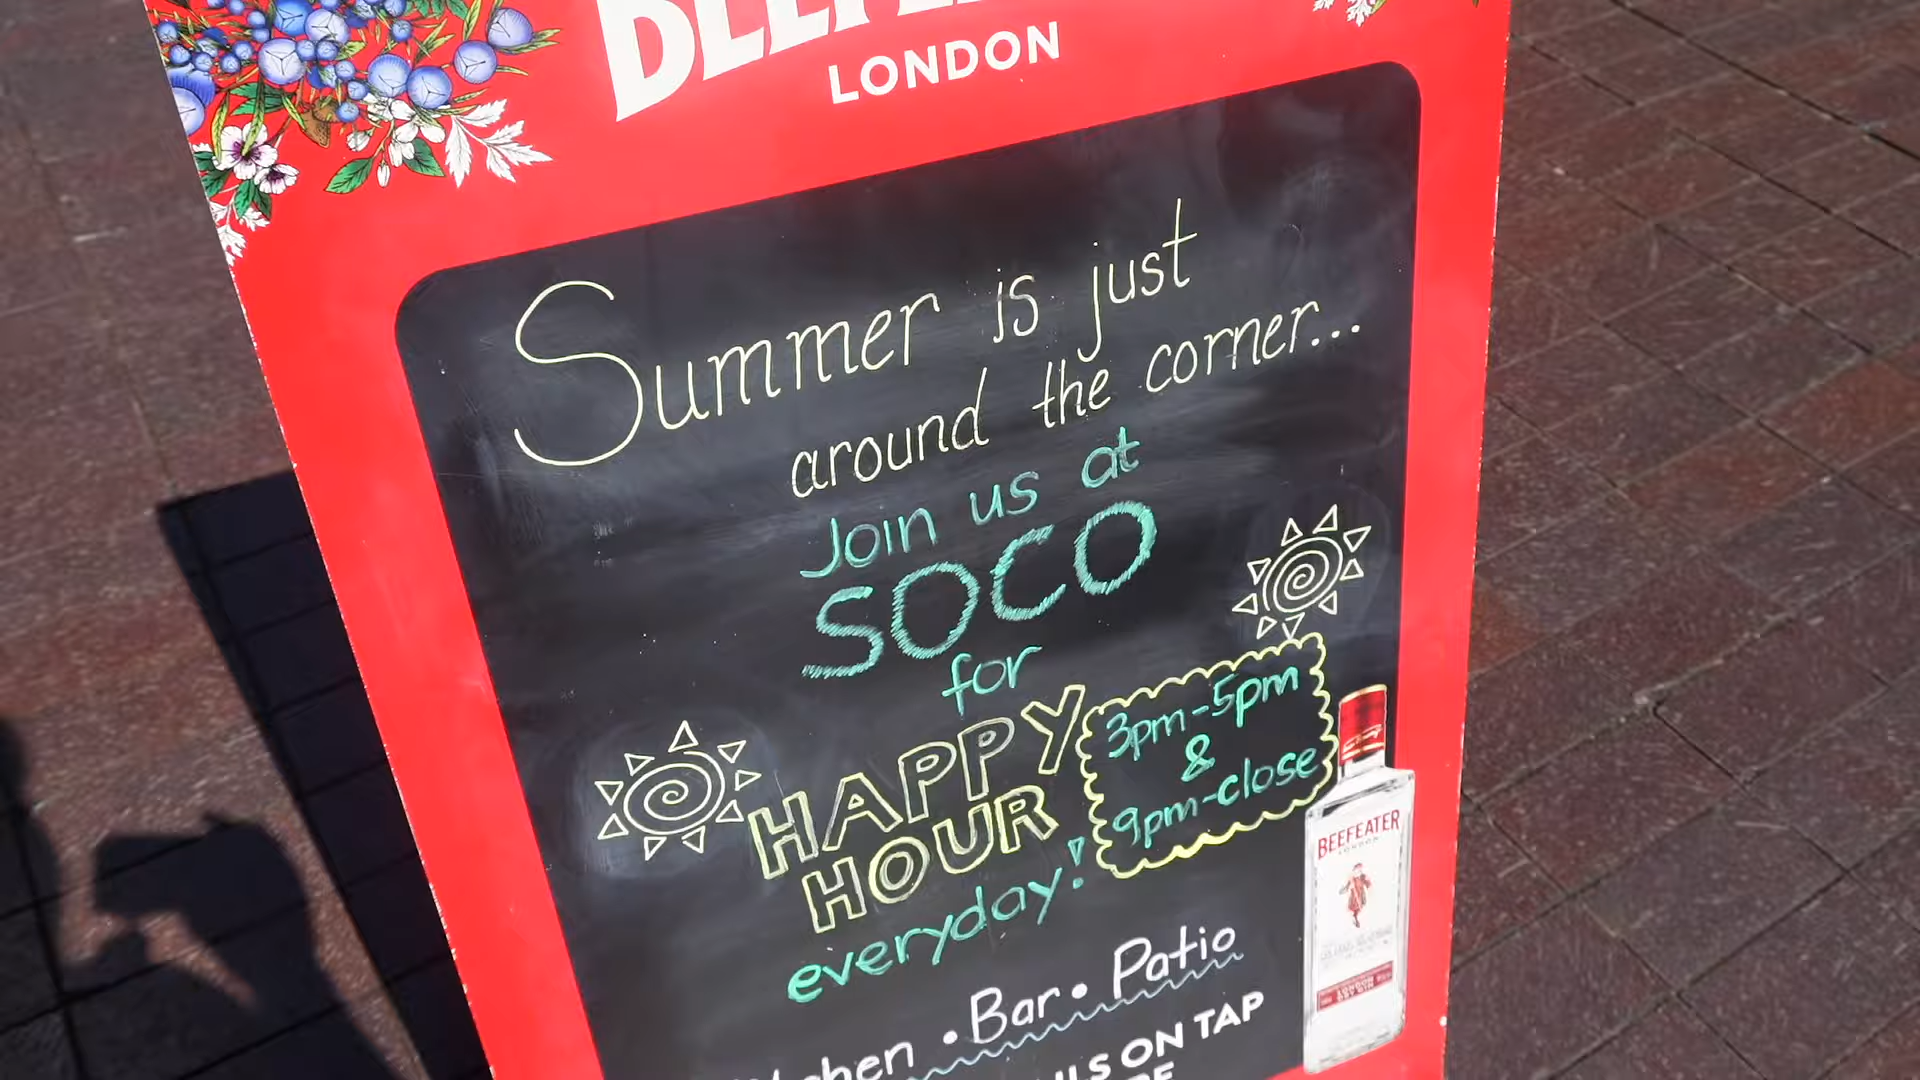 LONDON
Summer is just
around the corner...
Join us at
SOCO
for
HAPPY
HOUR
3pm-5pm
&
9pm-close
everyday!
BEEFEATER
LONDON
• Bar • Patio
ON TAP